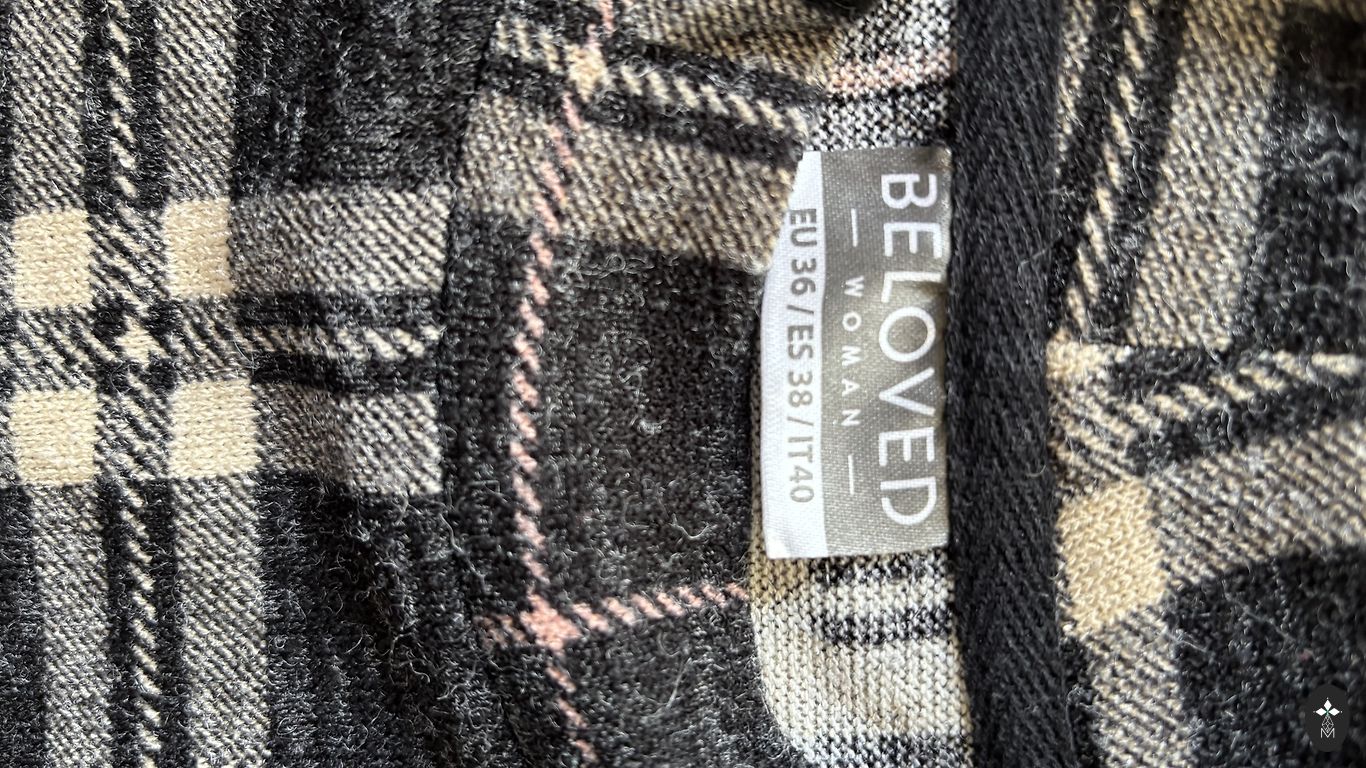 BELOVED
— WOMAN —
EU 36 / ES 38 / IT40
M